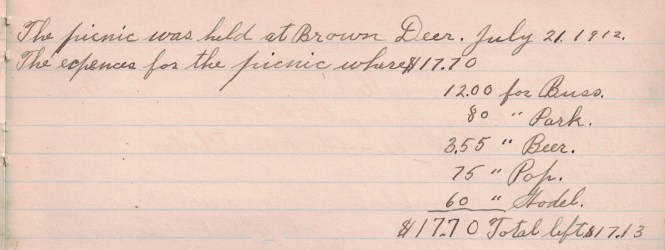 The picnic was held at Brown Deer. July 21. 1912.
The expences for the picnic where $17.70
12.00 for Buss.
80 " Park.
3.55 " Beer.
75 " Pop.
60 " Hodel.
$17.70 Total left $17.13